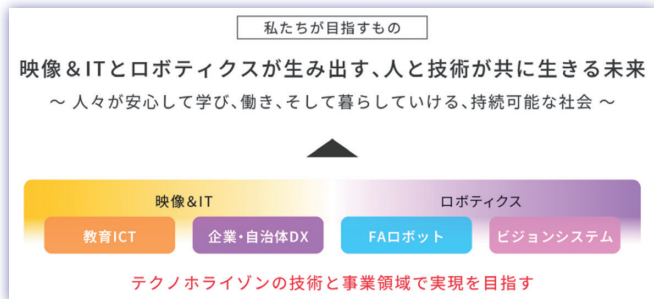 私たちが目指すもの
映像＆ITとロボティクスが生み出す、人と技術が共に生きる未来
～ 人々が安心して学び、働き、そして暮らしていける、持続可能な社会 ～
映像＆IT
ロボティクス
教育ICT
企業・自治体DX
FAロボット
ビジョンシステム
テクノホライゾンの技術と事業領域で実現を目指す